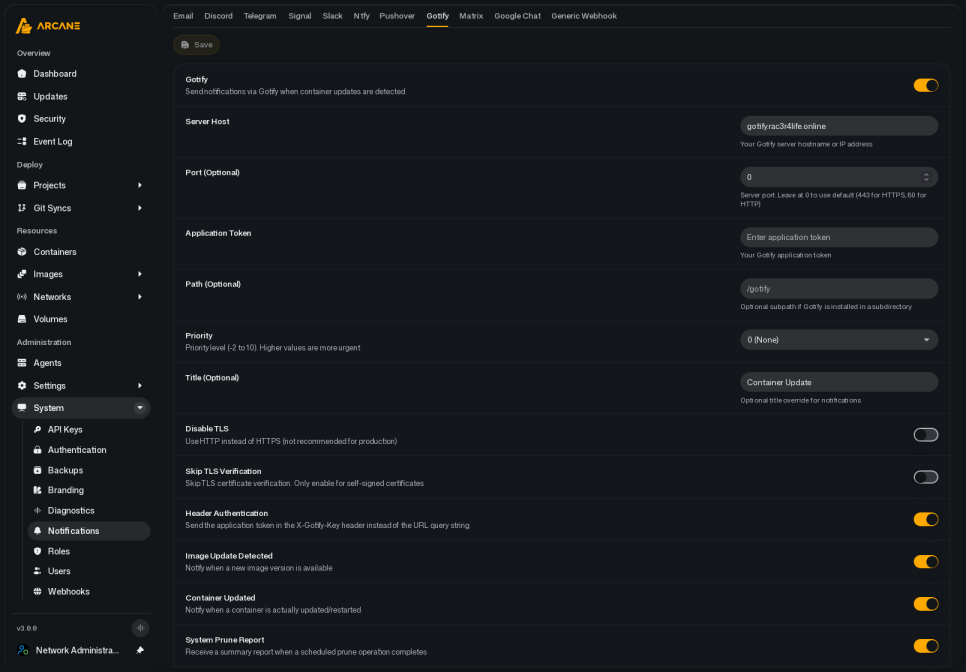 ARCANE
Overview
Dashboard
Updates
Security
Event Log
Deploy
Projects
Git Syncs
Resources
Containers
Images
Networks
Volumes
Administration
Agents
Settings
System
API Keys
Authentication
Backups
Branding
Diagnostics
Notifications
Roles
Users
Webhooks
v3.0.0
Network Administra...
Email Discord Telegram Signal Slack Ntfy Pushover Gotify Matrix Google Chat Generic Webhook
Save
Gotify
Send notifications via Gotify when container updates are detected
Server Host
gotify.rac3r4life.online
Your Gotify server hostname or IP address
Port (Optional)
0
Server port. Leave at 0 to use default (443 for HTTPS, 80 for
HTTP)
Application Token
Enter application token
Your Gotify application token
Path (Optional)
/gotify
Optional subpath if Gotify is installed in a subdirectory
Priority
Priority level (-2 to 10). Higher values are more urgent
0 (None)
Title (Optional)
Container Update
Optional title override for notifications
Disable TLS
Use HTTP instead of HTTPS (not recommended for production)
Skip TLS Verification
Skip TLS certificate verification. Only enable for self-signed certificates
Header Authentication
Send the application token in the X-Gotify-Key header instead of the URL query string
Image Update Detected
Notify when a new image version is available
Container Updated
Notify when a container is actually updated/restarted
System Prune Report
Receive a summary report when a scheduled prune operation completes